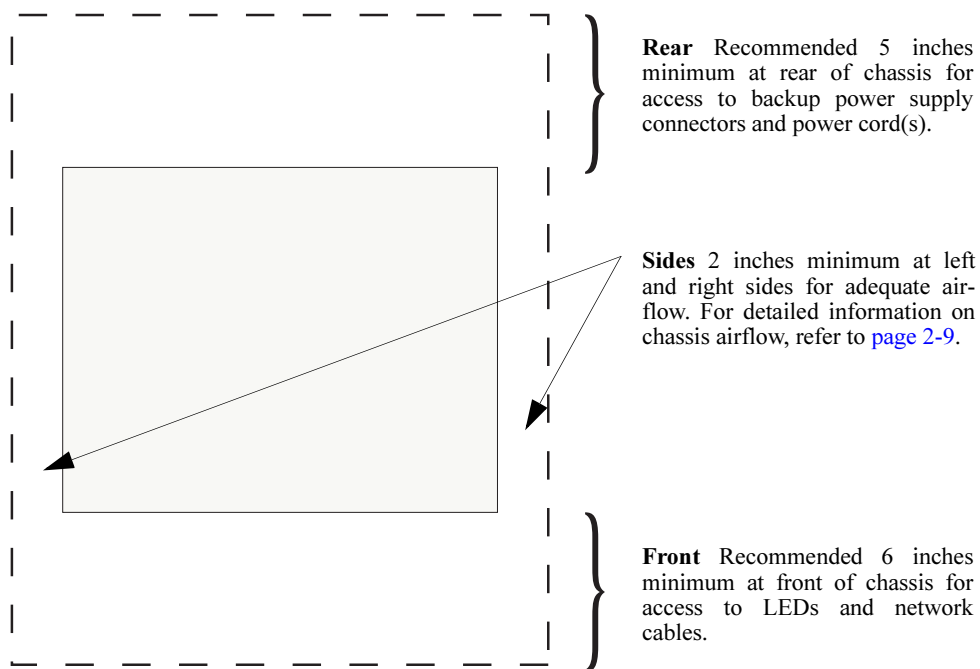 Rear Recommended 5 inches
minimum at rear of chassis for
access to backup power supply
connectors and power cord(s).
Sides 2 inches minimum at left
and right sides for adequate air-
flow. For detailed information on
chassis airflow, refer to page 2-9.
Front Recommended 6 inches
minimum at front of chassis for
access to LEDs and network
cables.